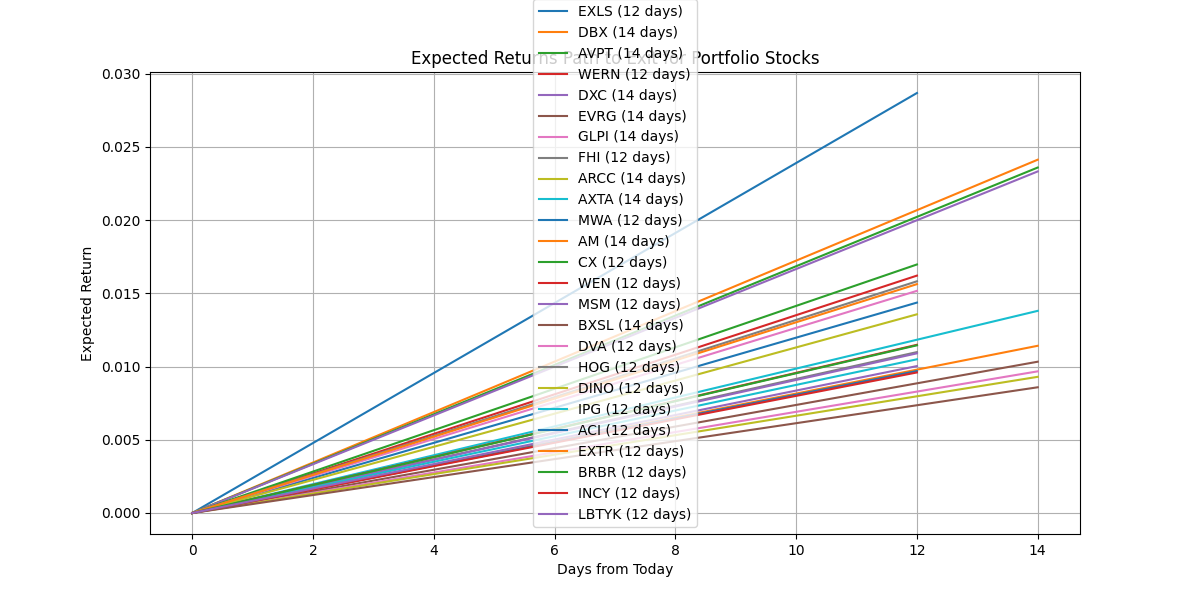 EXLS (12 days)
DBX (14 days)
AVPT (14 days)
Expected Returns Path to Exit for Portfolio Stocks
WERN (12 days)
DXC (14 days)
EVRG (14 days)
GLPI (14 days)
FHI (12 days)
ARCC (14 days)
AXTA (14 days)
MWA (12 days)
AM (14 days)
CX (12 days)
WEN (12 days)
MSM (12 days)
BXSL (14 days)
DVA (12 days)
HOG (12 days)
DINO (12 days)
IPG (12 days)
ACI (12 days)
EXTR (12 days)
BRBR (12 days)
INCY (12 days)
LBTYK (12 days)
Expected Return
0.030
0.025
0.020
0.015
0.010
0.005
0.000
0 2 4 6 8 10 12 14
Days from Today